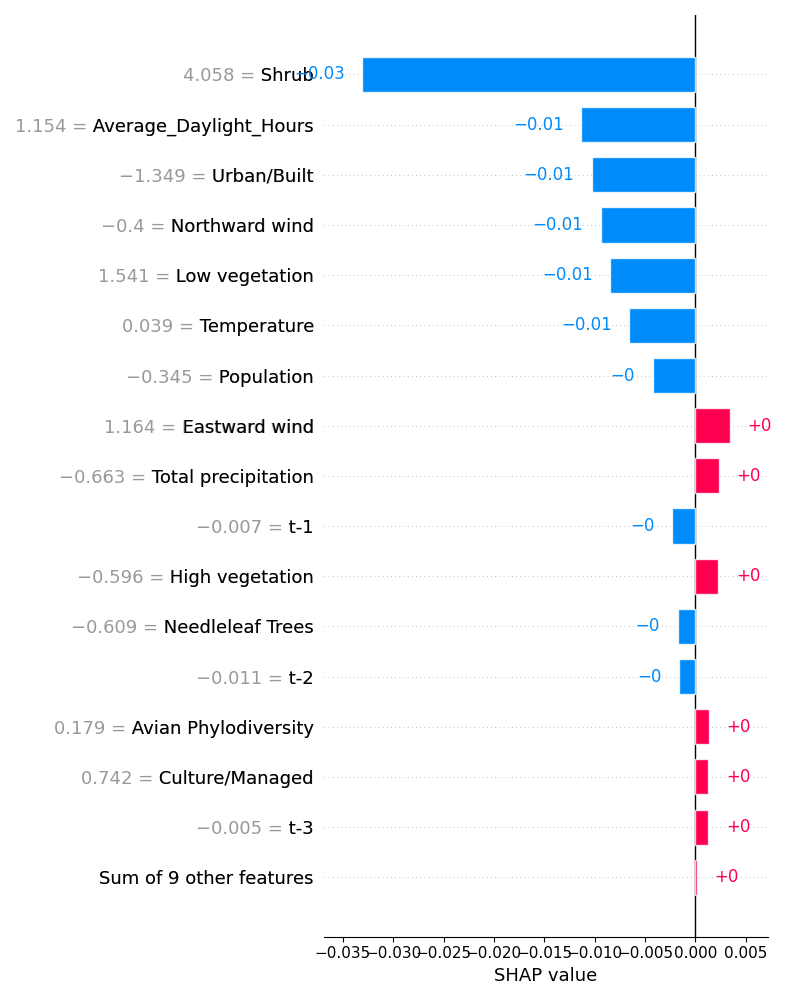 4.058 = Shrub −0.03
1.154 = Average_Daylight_Hours −0.01
−1.349 = Urban/Built −0.01
−0.4 = Northward wind −0.01
1.541 = Low vegetation −0.01
0.039 = Temperature −0.01
−0.345 = Population −0
1.164 = Eastward wind +0
−0.663 = Total precipitation +0
−0.007 = t-1 −0
−0.596 = High vegetation +0
−0.609 = Needleleaf Trees −0
−0.011 = t-2 −0
0.179 = Avian Phylodiversity +0
0.742 = Culture/Managed +0
−0.005 = t-3 +0
Sum of 9 other features +0
−0.035 −0.030 −0.025 −0.020 −0.015 −0.010 −0.005 0.000 0.005
SHAP value